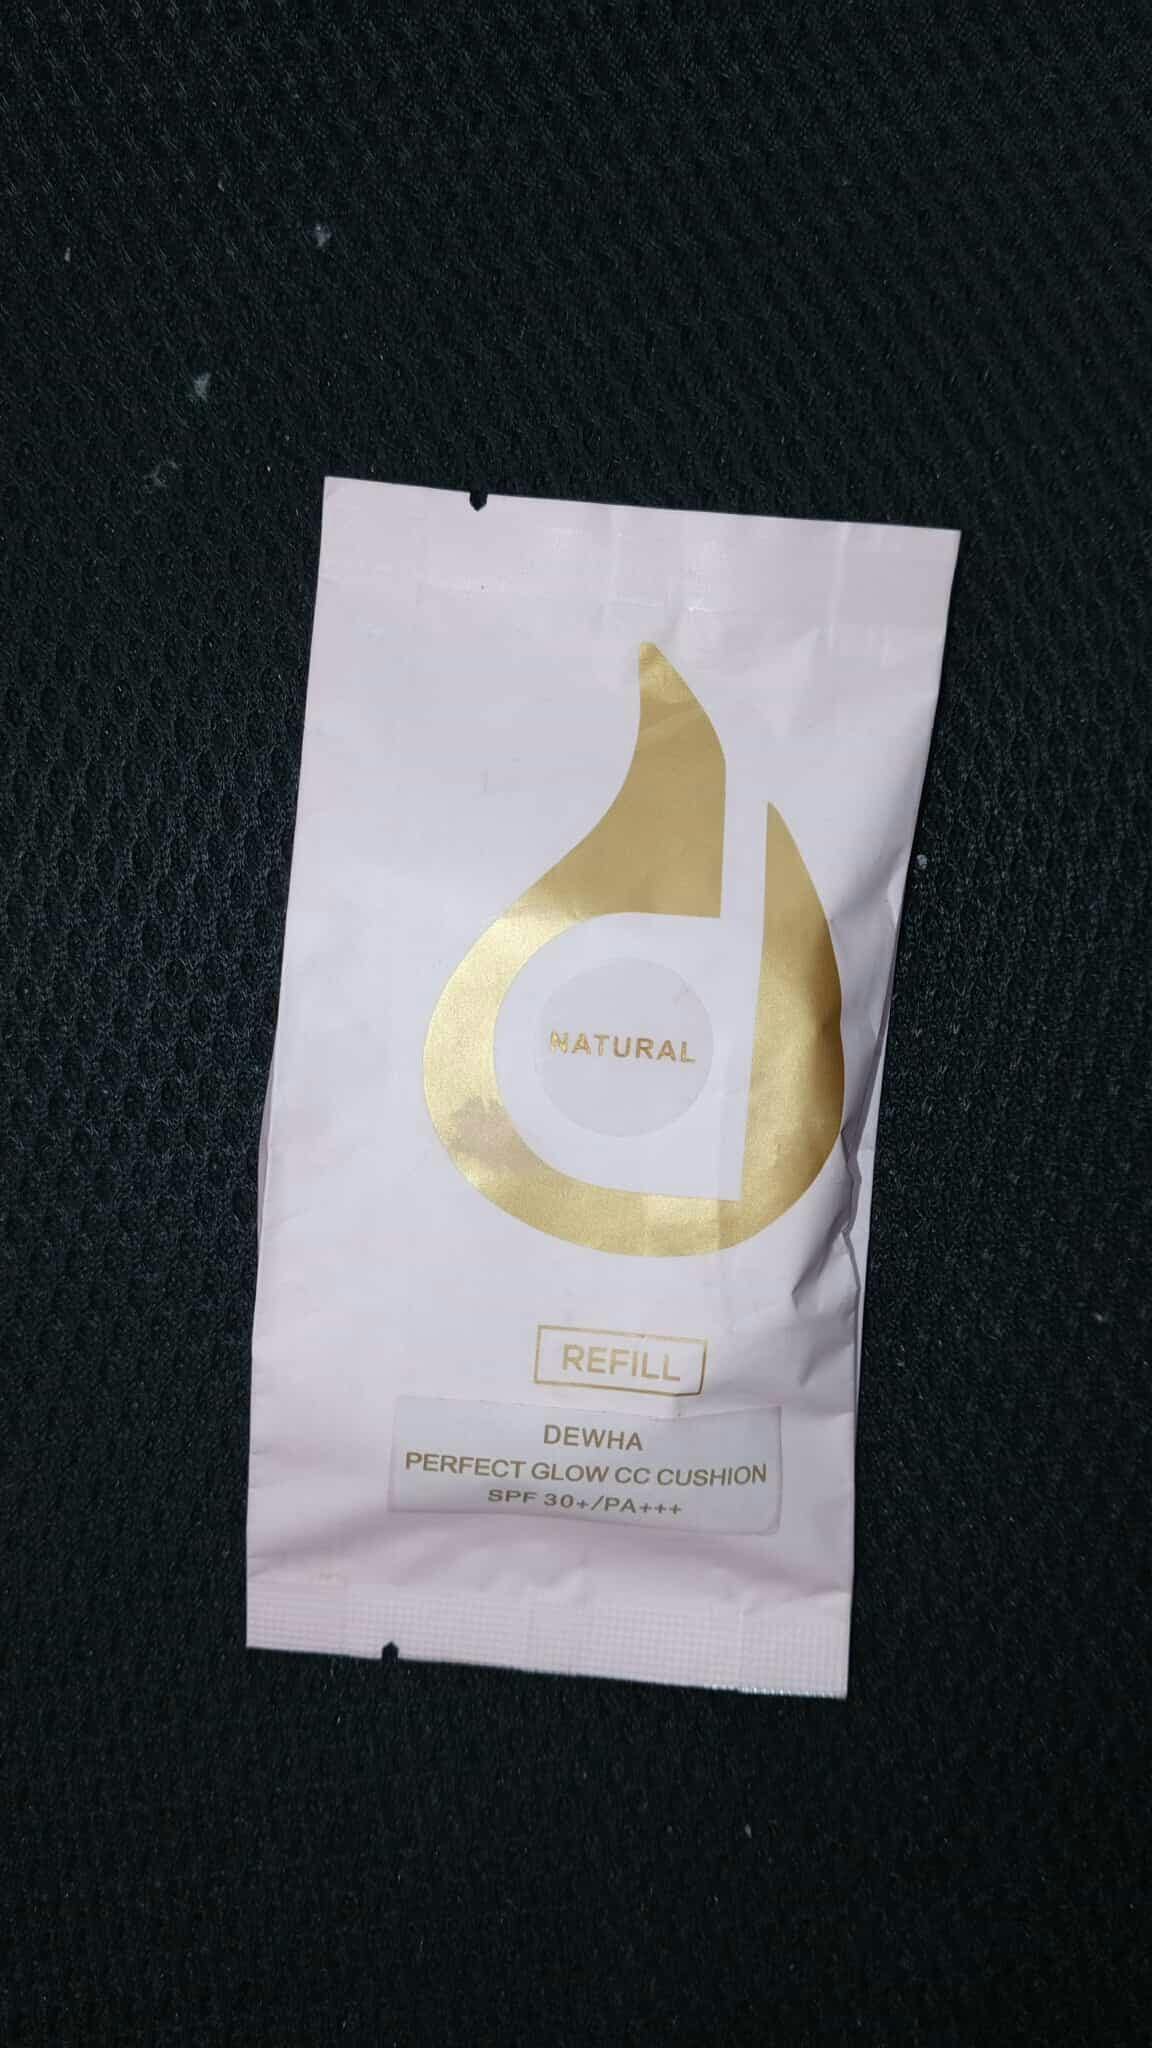 NATURAL
REFILL
DEWHA
PERFECT GLOW CC CUSHION
SPF 30+/PA+++